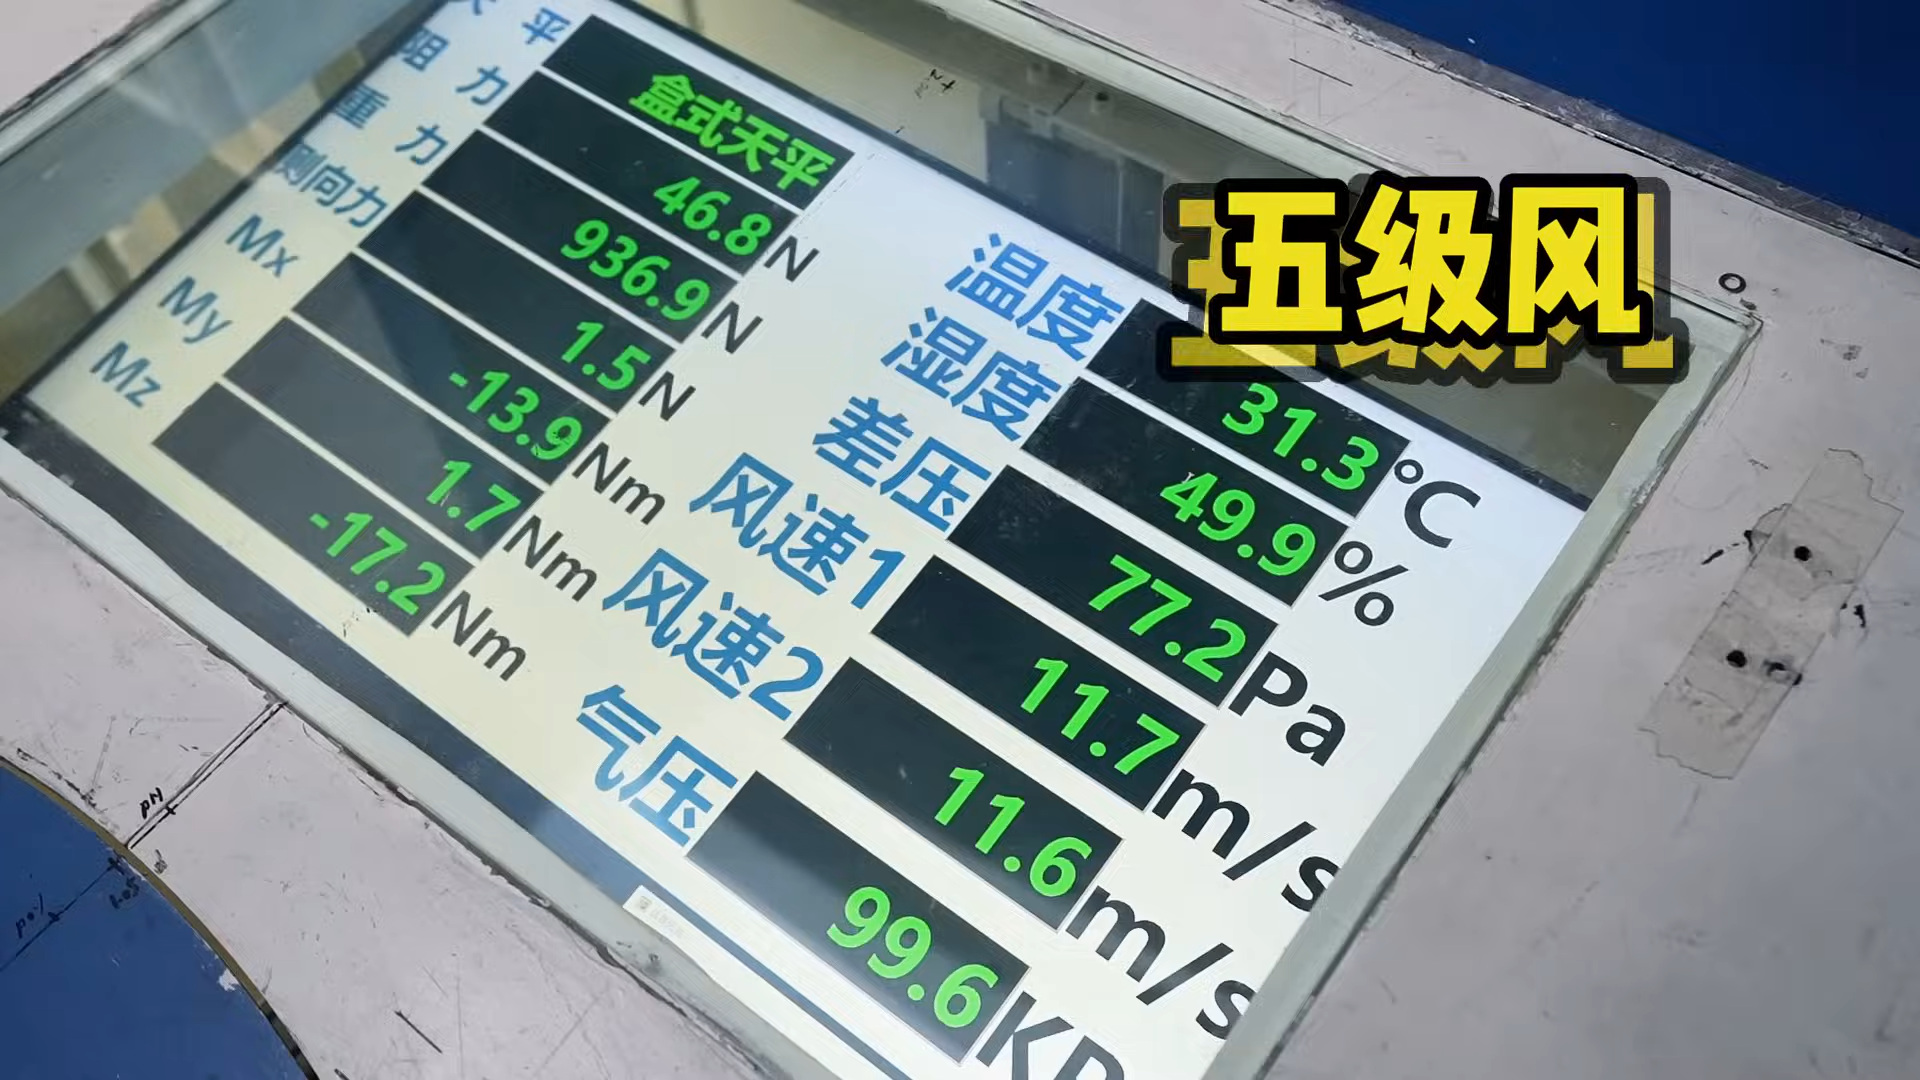 天平 盒式天平
阻力 46.8 N
重力 936.9 N
侧向力 1.5 N
Mx -13.9 Nm
My 1.7 Nm
Mz -17.2 Nm
五级风
温度 31.3 °C
湿度 49.9 %
差压 77.2 Pa
风速1 11.7 m/s
风速2 11.6 m/s
气压 99.6 KP